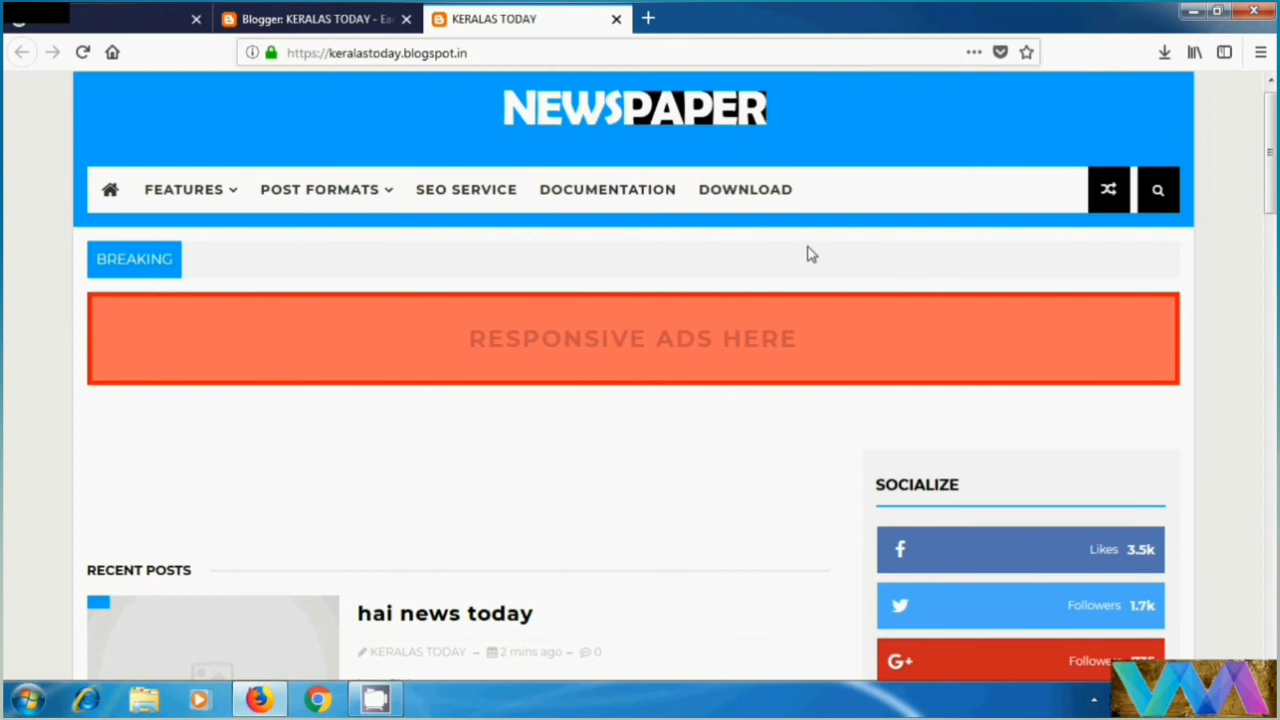 Blogger: KERALAS TODAY - Ea
KERALAS TODAY
https://keralastoday.blogspot.in
NEWSPAPER
FEATURES
POST FORMATS
SEO SERVICE
DOCUMENTATION
DOWNLOAD
BREAKING
RESPONSIVE ADS HERE
SOCIALIZE
Likes 3.5k
Followers 1.7k
G+
RECENT POSTS
hai news today
KERALAS TODAY – 2 mins ago – 0